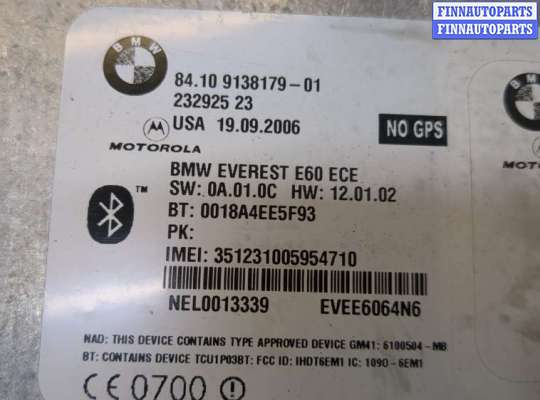 FINNAUTOPARTS
FINNAUTOPARTS
BMW
84.10 9138179-01
232925 23
USA 19.09.2006
NO GPS
MOTOROLA
BMW EVEREST E60 ECE
TM
SW: 0A.01.0C HW: 12.01.02
BT: 0018A4EE5F93
PK:
IMEI: 351231005954710
NEL0013339 EVEE6064N6
NAD: THIS DEVICE CONTAINS TYPE APPROVED DEVICE GM41: 6100504-MB
BT: CONTAINS DEVICE TCU1P03BT: FCC ID: IHDT6EM1 IC: 1090-6EM1
CE 0700